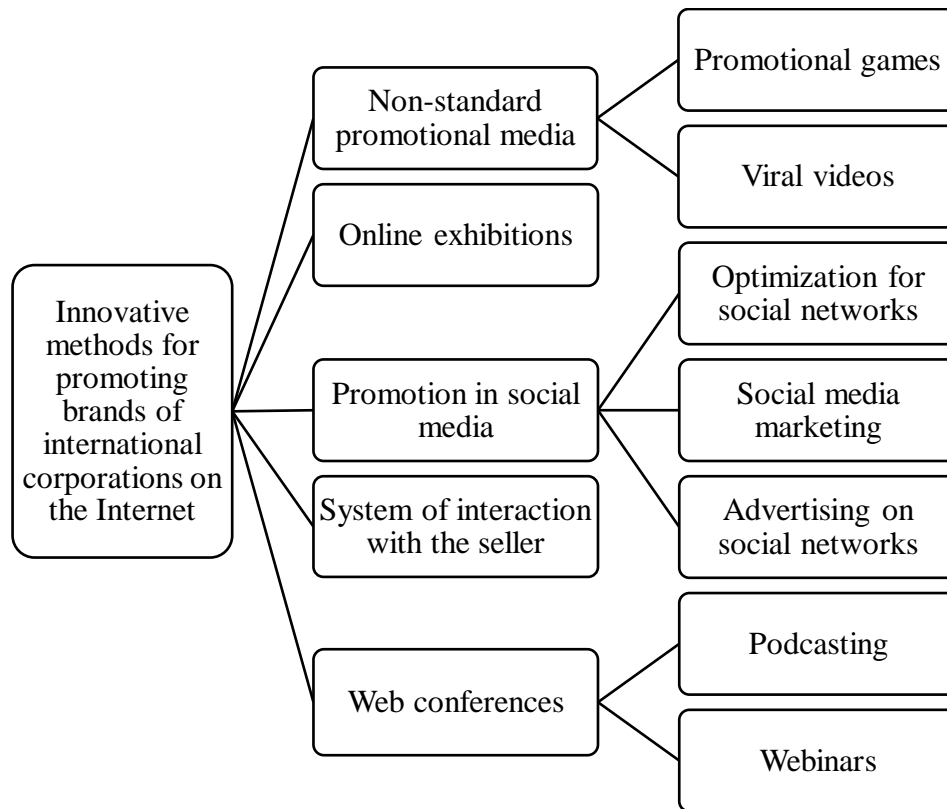 Innovative
methods for
promoting
brands of
international
corporations on
the Internet
Non-standard
promotional media
Promotional games
Viral videos
Online exhibitions
Promotion in social
media
Optimization for
social networks
Social media
marketing
Advertising on
social networks
System of interaction
with the seller
Web conferences
Podcasting
Webinars